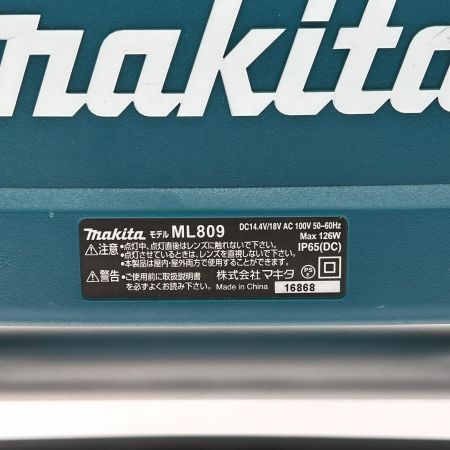 makita
makita モデル ML809 DC14.4V/18V AC 100V 50-60Hz
Max 126W
⚠注意 •点灯中、点灯直後はレンズに触れないで下さい。 IP65(DC)
•点灯させているときは、レンズを直視しないで下さい。
•本製品は屋内・屋外両方で使用することができます。
⚠警告 •ご使用前に取扱説明書を必ずよくお読み下さい。
株式会社マキタ PS
Made in China 16868